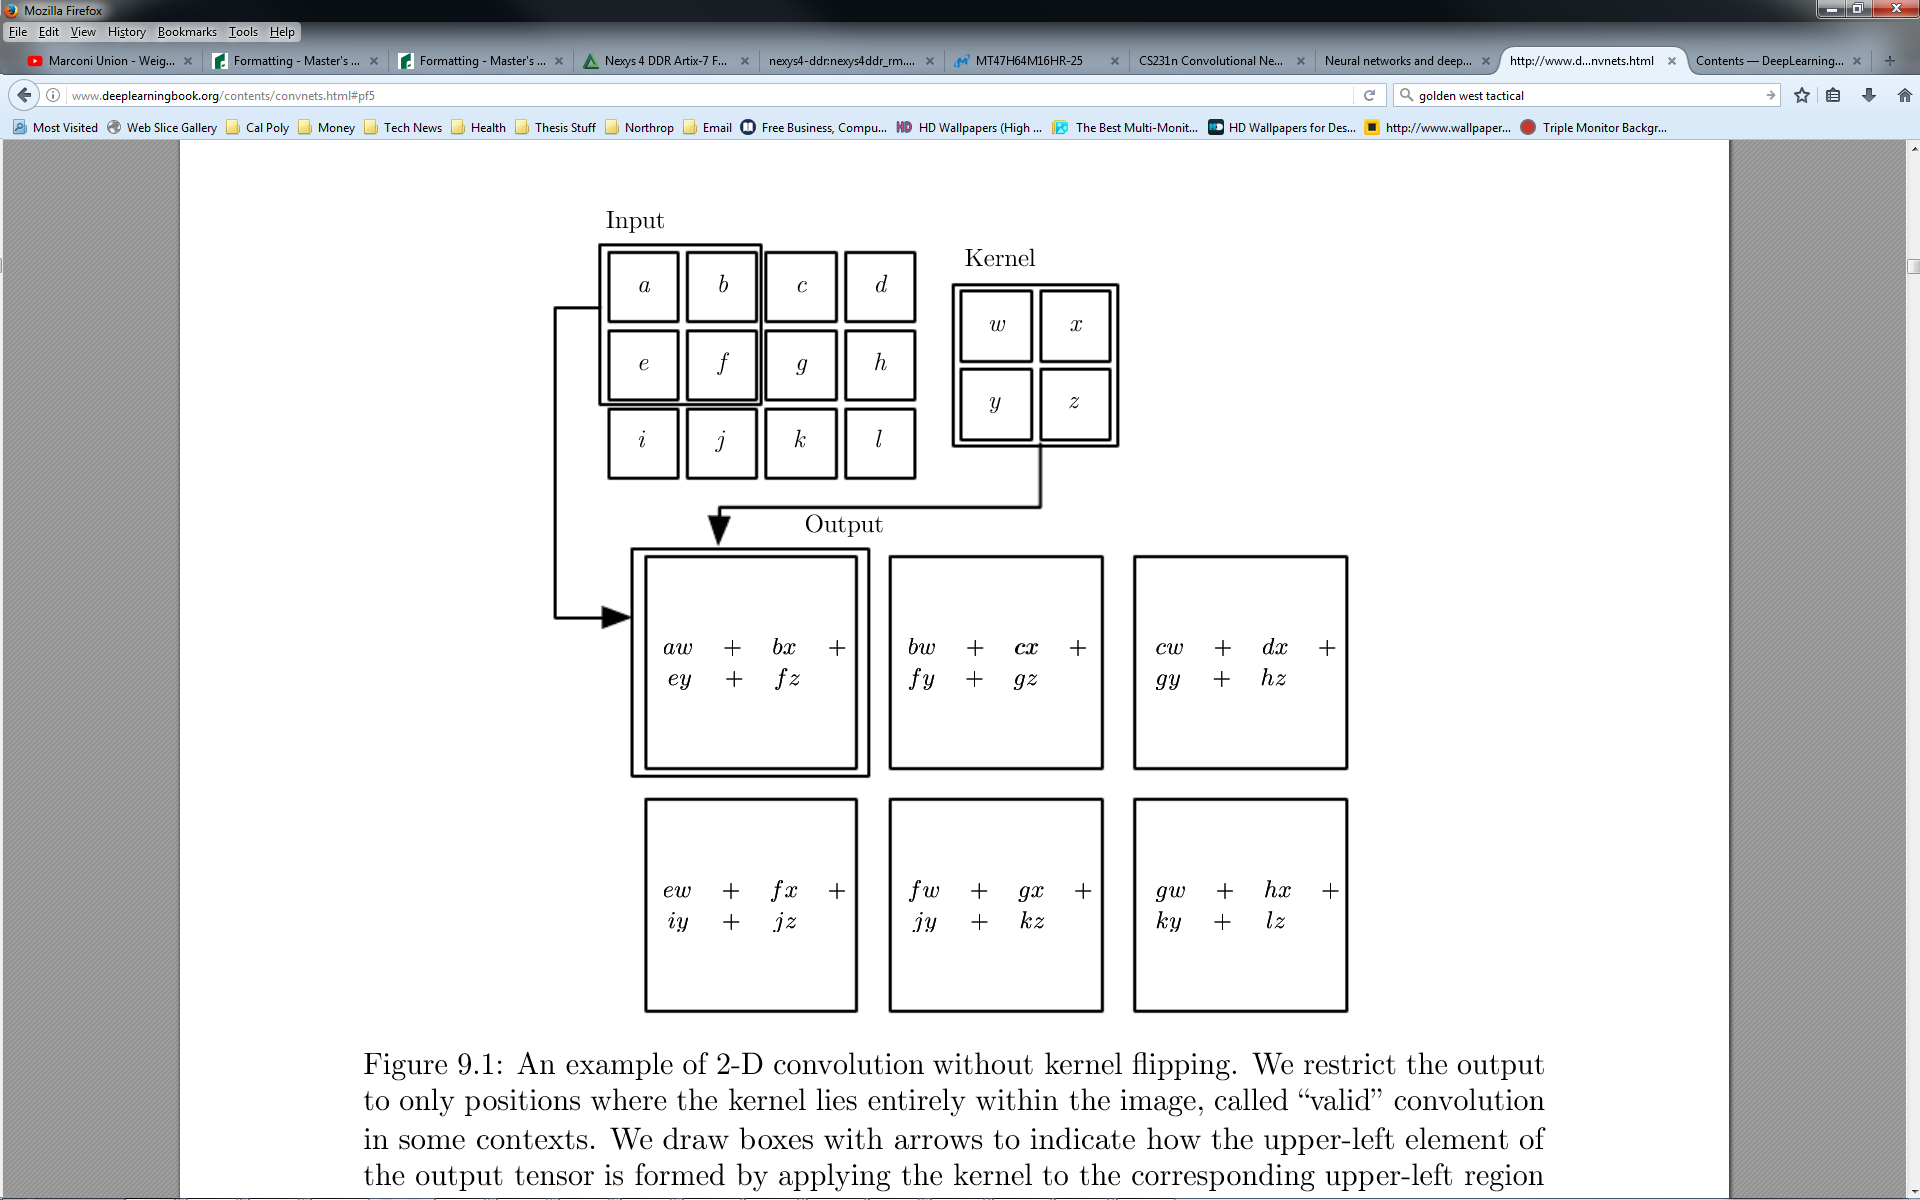 Mozilla Firefox
File Edit View History Bookmarks Tools Help
Marconi Union - Weig... Formatting - Master's ... Formatting - Master's ... Nexys 4 DDR Artix-7 F... nexys4-ddr:nexys4ddr_rm.... MT47H64M16HR-25 CS231n Convolutional Ne... Neural networks and deep... http://www.d...nvnets.html Contents — DeepLearning...
www.deeplearningbook.org/contents/convnets.html#pf5 golden west tactical
Most Visited Web Slice Gallery Cal Poly Money Tech News Health Thesis Stuff Northrop Email Free Business, Compu... HD HD Wallpapers (High ... The Best Multi-Monit... HD Wallpapers for Des... http://www.wallpaper... Triple Monitor Backgr...
Input
Kernel
a b c d
w x
e f g h
y z
i j k l
Output
aw + bx + bw + cx + cw + dx +
ey + fz fy + gz gy + hz
ew + fx + fw + gx + gw + hx +
iy + jz jy + kz ky + lz
Figure 9.1: An example of 2-D convolution without kernel flipping. We restrict the output
to only positions where the kernel lies entirely within the image, called “valid” convolution
in some contexts. We draw boxes with arrows to indicate how the upper-left element of
the output tensor is formed by applying the kernel to the corresponding upper-left region